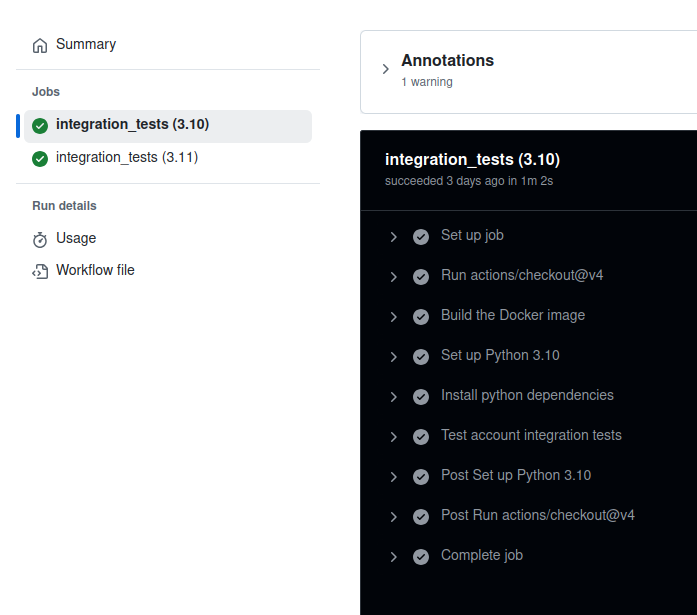 Summary
Jobs
integration_tests (3.10)
integration_tests (3.11)
Run details
Usage
Workflow file
Annotations
1 warning
integration_tests (3.10)
succeeded 3 days ago in 1m 2s
Set up job
Run actions/checkout@v4
Build the Docker image
Set up Python 3.10
Install python dependencies
Test account integration tests
Post Set up Python 3.10
Post Run actions/checkout@v4
Complete job